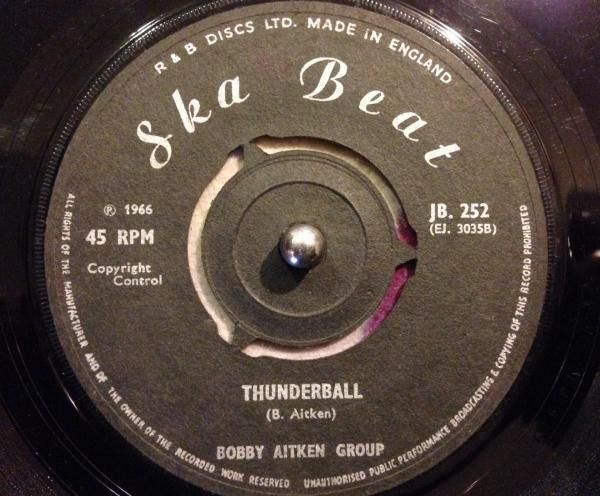 R & B DISCS LTD. MADE IN ENGLAND
Ska Beat
℗ 1966
45 RPM
Copyright
Control
JB. 252
(EJ. 3035B)
THUNDERBALL
(B. Aitken)
BOBBY AITKEN GROUP
ALL RIGHTS OF THE MANUFACTURER AND OF THE OWNER OF THE RECORDED WORK RESERVED UNAUTHORISED PUBLIC PERFORMANCE BROADCASTING & COPYING OF THIS RECORD PROHIBITED